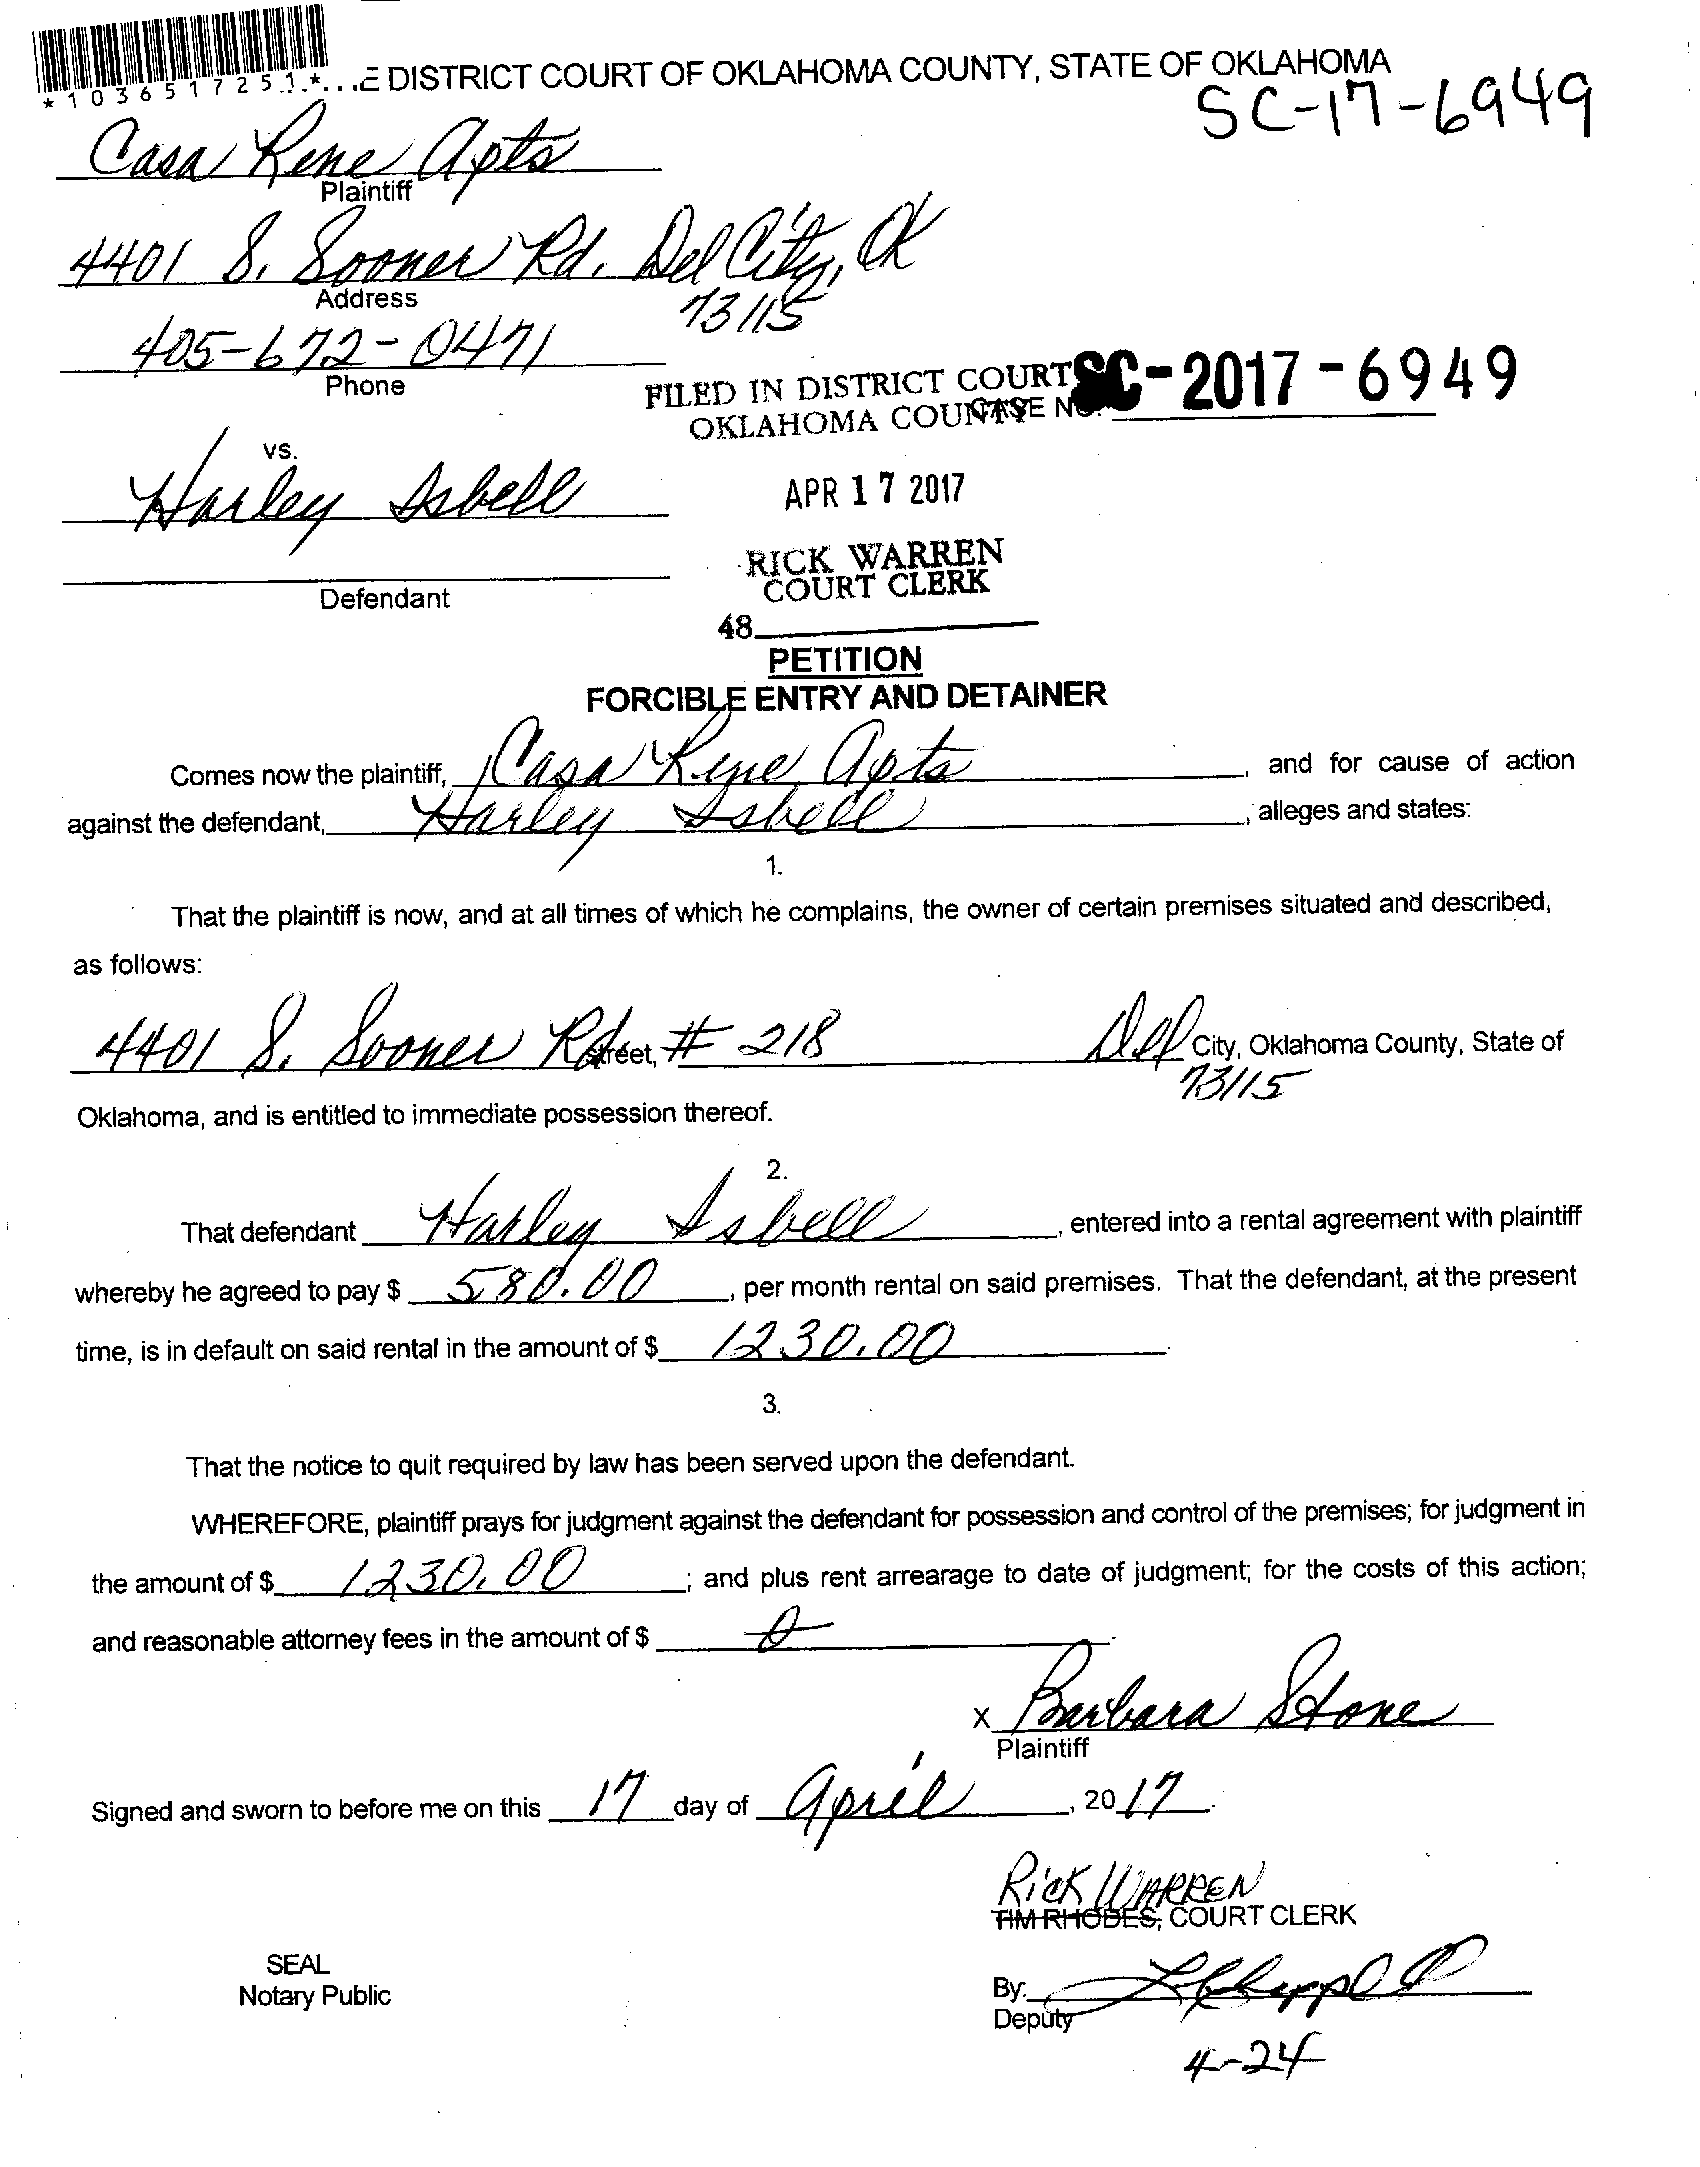 *1036517251*...E DISTRICT COURT OF OKLAHOMA COUNTY, STATE OF OKLAHOMA
SC-17-6949
Casa Rene Apts
Plaintiff
4401 S. Sooner Rd. Del City, OK
73115
Address
405-672-0471
Phone
FILED IN DISTRICT COURT
OKLAHOMA COUNTY
CASE NO. SC-2017-6949
vs.
Harley Isbell
APR 17 2017
RICK WARREN
COURT CLERK
Defendant
48
PETITION
FORCIBLE ENTRY AND DETAINER
Comes now the plaintiff, Casa Rene Apts, and for cause of action
against the defendant, Harley Isbell, alleges and states:
1.
That the plaintiff is now, and at all times of which he complains, the owner of certain premises situated and described,
as follows:
4401 S. Sooner Rd. Street, # 218 Del City, Oklahoma County, State of
73115
Oklahoma, and is entitled to immediate possession thereof.
2.
That defendant Harley Isbell, entered into a rental agreement with plaintiff
whereby he agreed to pay $ 580.00, per month rental on said premises. That the defendant, at the present
time, is in default on said rental in the amount of $ 1230.00
3.
That the notice to quit required by law has been served upon the defendant.
WHEREFORE, plaintiff prays for judgment against the defendant for possession and control of the premises; for judgment in
the amount of $ 1230.00; and plus rent arrearage to date of judgment; for the costs of this action;
and reasonable attorney fees in the amount of $ 0
x Barbara Stone
Plaintiff
Signed and sworn to before me on this 17 day of April, 2017.
Rick WARREN
TIM RHODES, COURT CLERK
SEAL
Notary Public
By:
Deputy
4-24